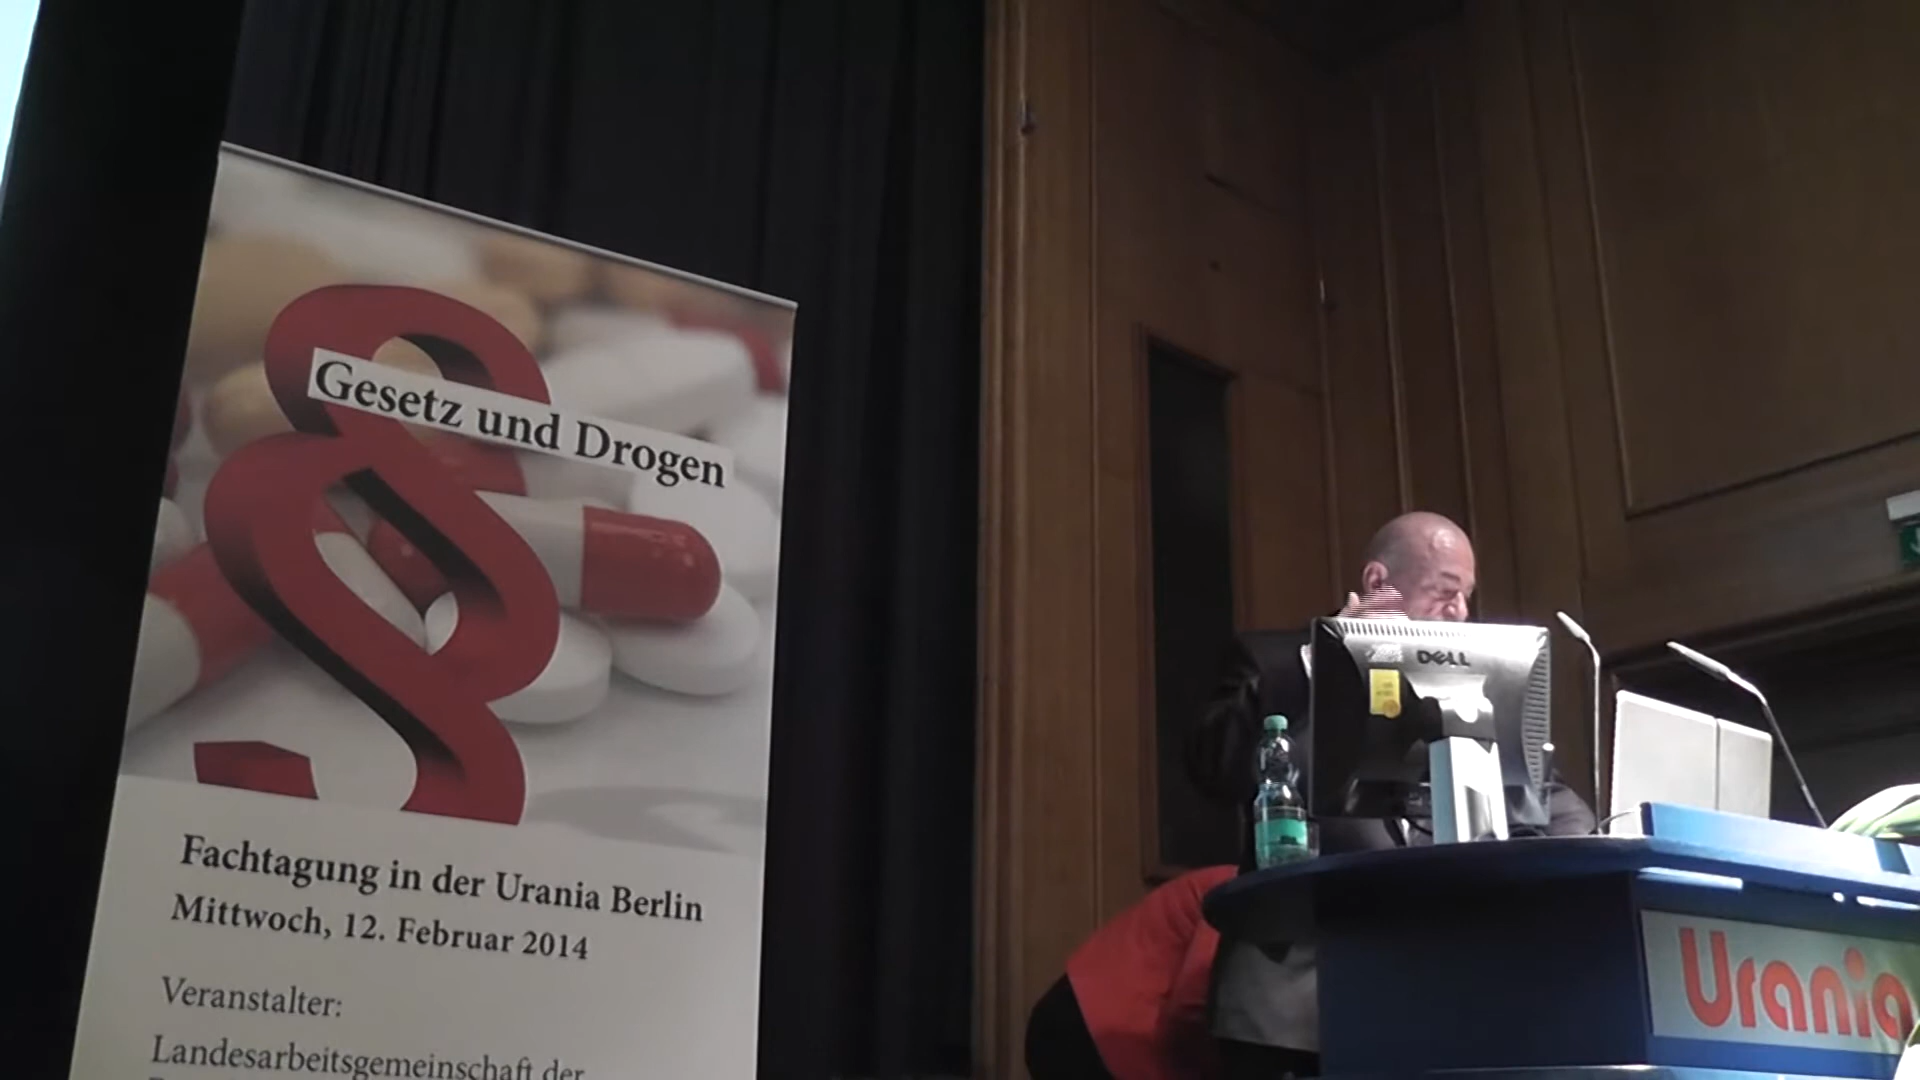 Gesetz und Drogen
Fachtagung in der Urania Berlin
Mittwoch, 12. Februar 2014
Veranstalter:
Landesarbeitsgemeinschaft der
DELL
Urania